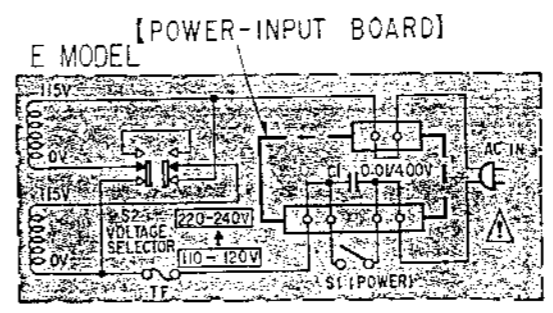 [POWER-INPUT BOARD]
E MODEL
115V
0V
AC IN
C1 0.01/400V
115V
S2
VOLTAGE
SELECTOR
220-240V
110-120V
0V
TF
S1 (POWER)